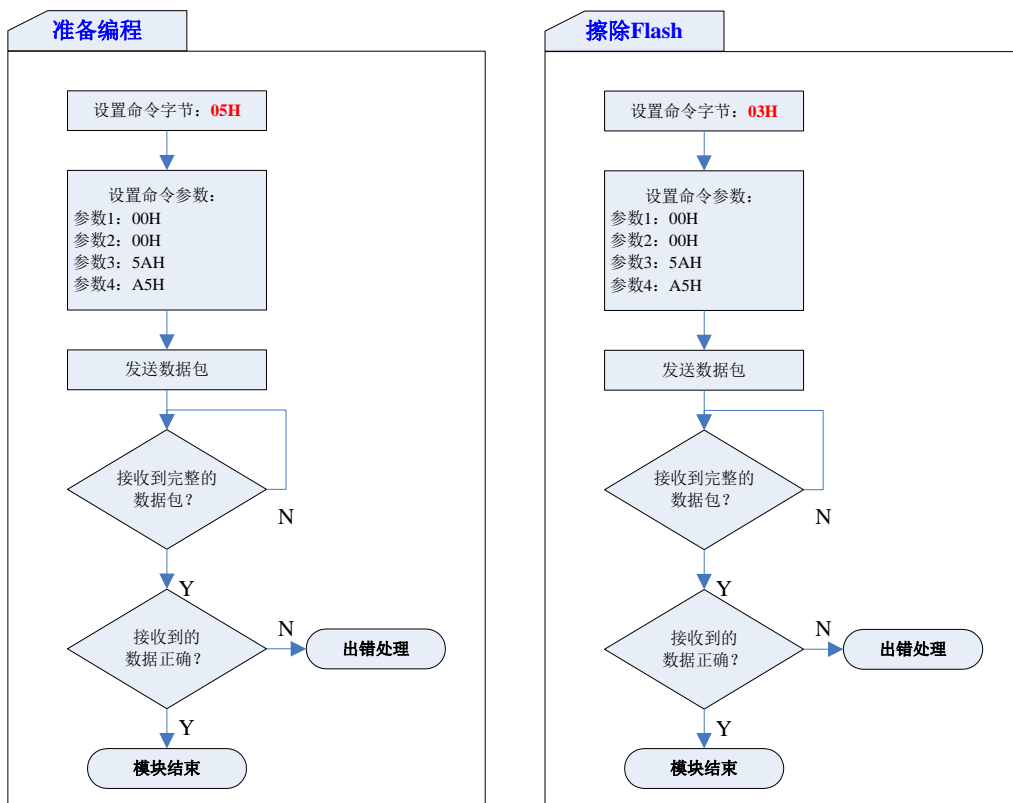 准备编程
设置命令字节：05H
设置命令参数：
参数1：00H
参数2：00H
参数3：5AH
参数4：A5H
发送数据包
接收到完整的
数据包？
N
Y
接收到的
数据正确？
N
出错处理
Y
模块结束
擦除Flash
设置命令字节：03H
设置命令参数：
参数1：00H
参数2：00H
参数3：5AH
参数4：A5H
发送数据包
接收到完整的
数据包？
N
Y
接收到的
数据正确？
N
出错处理
Y
模块结束